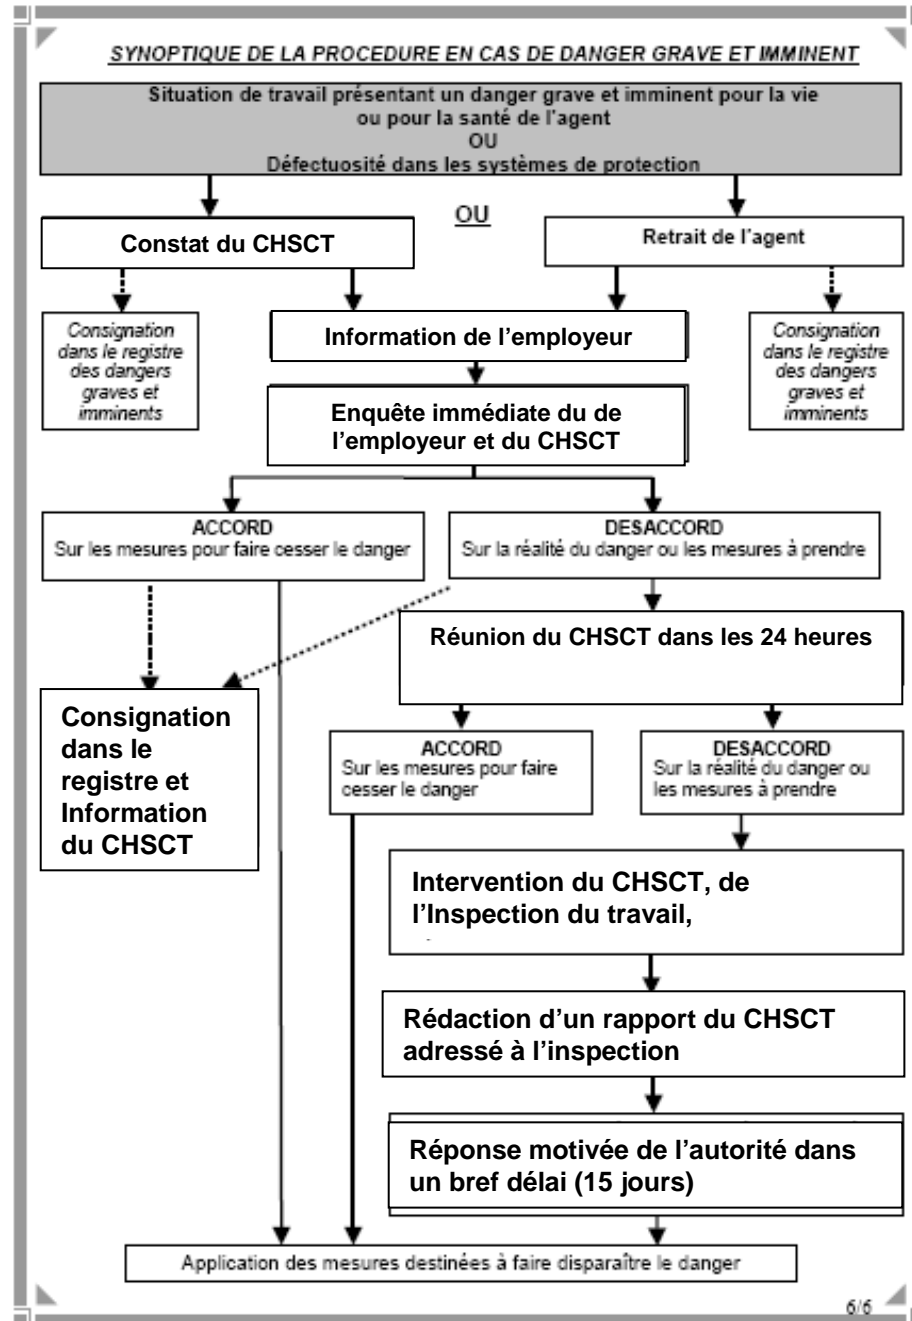 SYNOPTIQUE DE LA PROCEDURE EN CAS DE DANGER GRAVE ET IMMINENT
Situation de travail présentant un danger grave et imminent pour la vie
ou pour la santé de l'agent
OU
Défectuosité dans les systèmes de protection
OU
Constat du CHSCT
Retrait de l'agent
Consignation
dans le registre
des dangers
graves et
imminents
Information de l'employeur
Consignation
dans le registre
des dangers
graves et
imminents
Enquête immédiate du de
l'employeur et du CHSCT
ACCORD
Sur les mesures pour faire cesser le danger
DESACCORD
Sur la réalité du danger ou les mesures à prendre
Réunion du CHSCT dans les 24 heures
Consignation
dans le
registre et
Information
du CHSCT
ACCORD
Sur les mesures pour faire
cesser le danger
DESACCORD
Sur la réalité du danger ou
les mesures à prendre
Intervention du CHSCT, de
l'Inspection du travail,
Rédaction d'un rapport du CHSCT
adressé à l'inspection
Réponse motivée de l'autorité dans
un bref délai (15 jours)
Application des mesures destinées à faire disparaître le danger
6/6